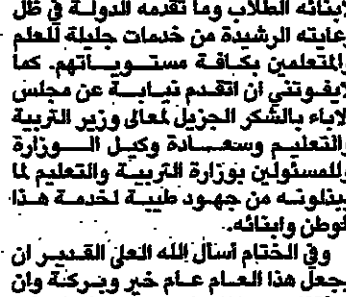 لابنائه الطلاب وما تقدمه الدولة في ظل
رعايته الرشيدة من خدمات جليلة للعلم
والمتعلمين بكافة مستوياتهم. كما
لايفوتني ان اتقدم نيابة عن مجلس
الاباء بالشكر الجزيل لمعالي وزير التربية
والتعليم وسعادة وكيل الوزارة
وللمسئولين بوزارة التربية والتعليم لما
يبذلونه من جهود طيبة لخدمة هذا
الوطن وابنائه.
وفي الختام أسأل الله العلي القدير ان
يجعل هذا العام عام خير وبركة وان